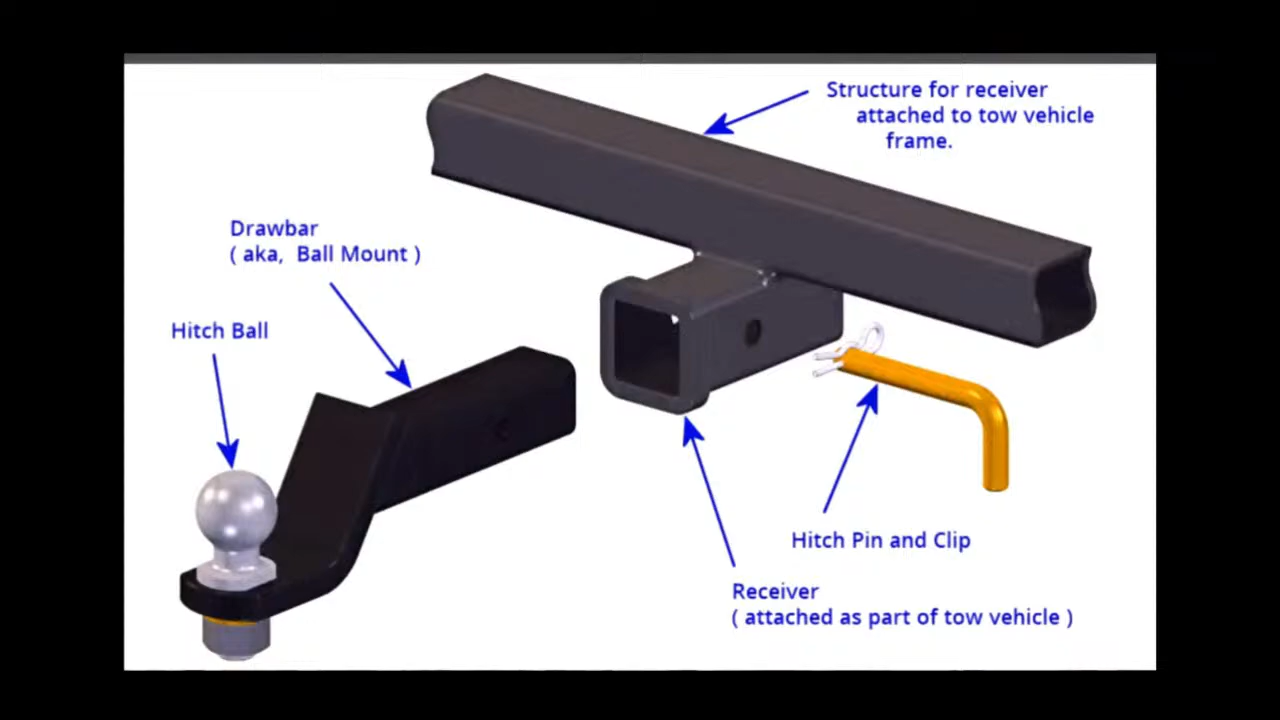 Structure for receiver
attached to tow vehicle
frame.
Drawbar
( aka, Ball Mount )
Hitch Ball
Hitch Pin and Clip
Receiver
( attached as part of tow vehicle )